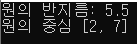 원의 반지름: 5.5
원의 중심 [2, 7]